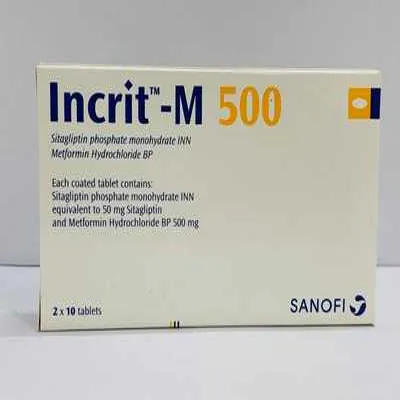 Incrit™-M 500
Sitagliptin phosphate monohydrate INN
Metformin Hydrochloride BP
Each coated tablet contains:
Sitagliptin phosphate monohydrate INN
equivalent to 50 mg Sitagliptin
and Metformin Hydrochloride BP 500 mg
2 x 10 tablets
SANOFI